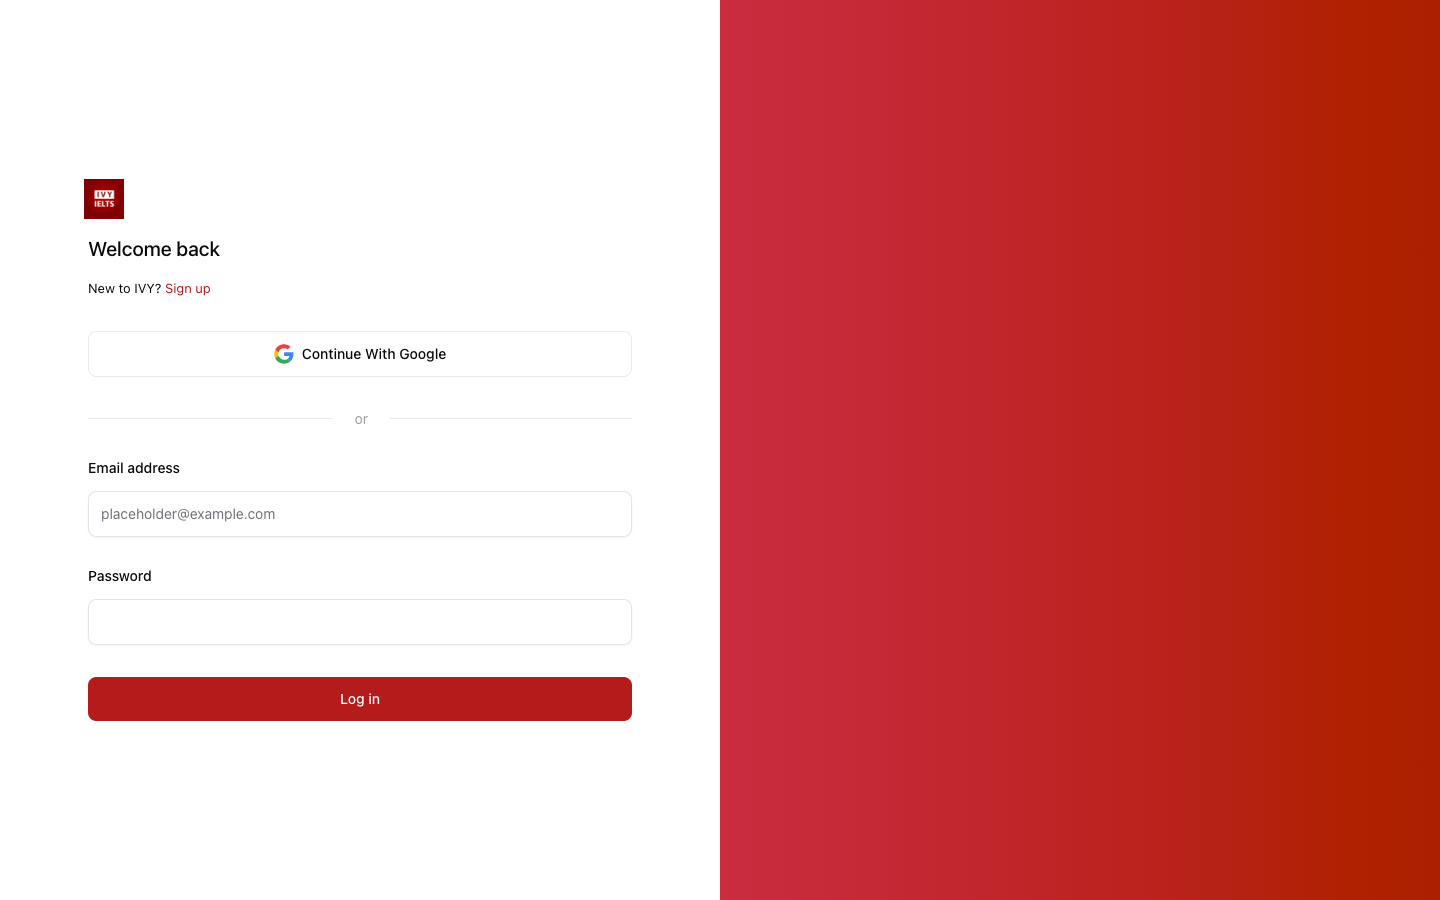 IVY
IELTS
Welcome back
New to IVY? Sign up
Continue With Google
or
Email address
placeholder@example.com
Password
Log in